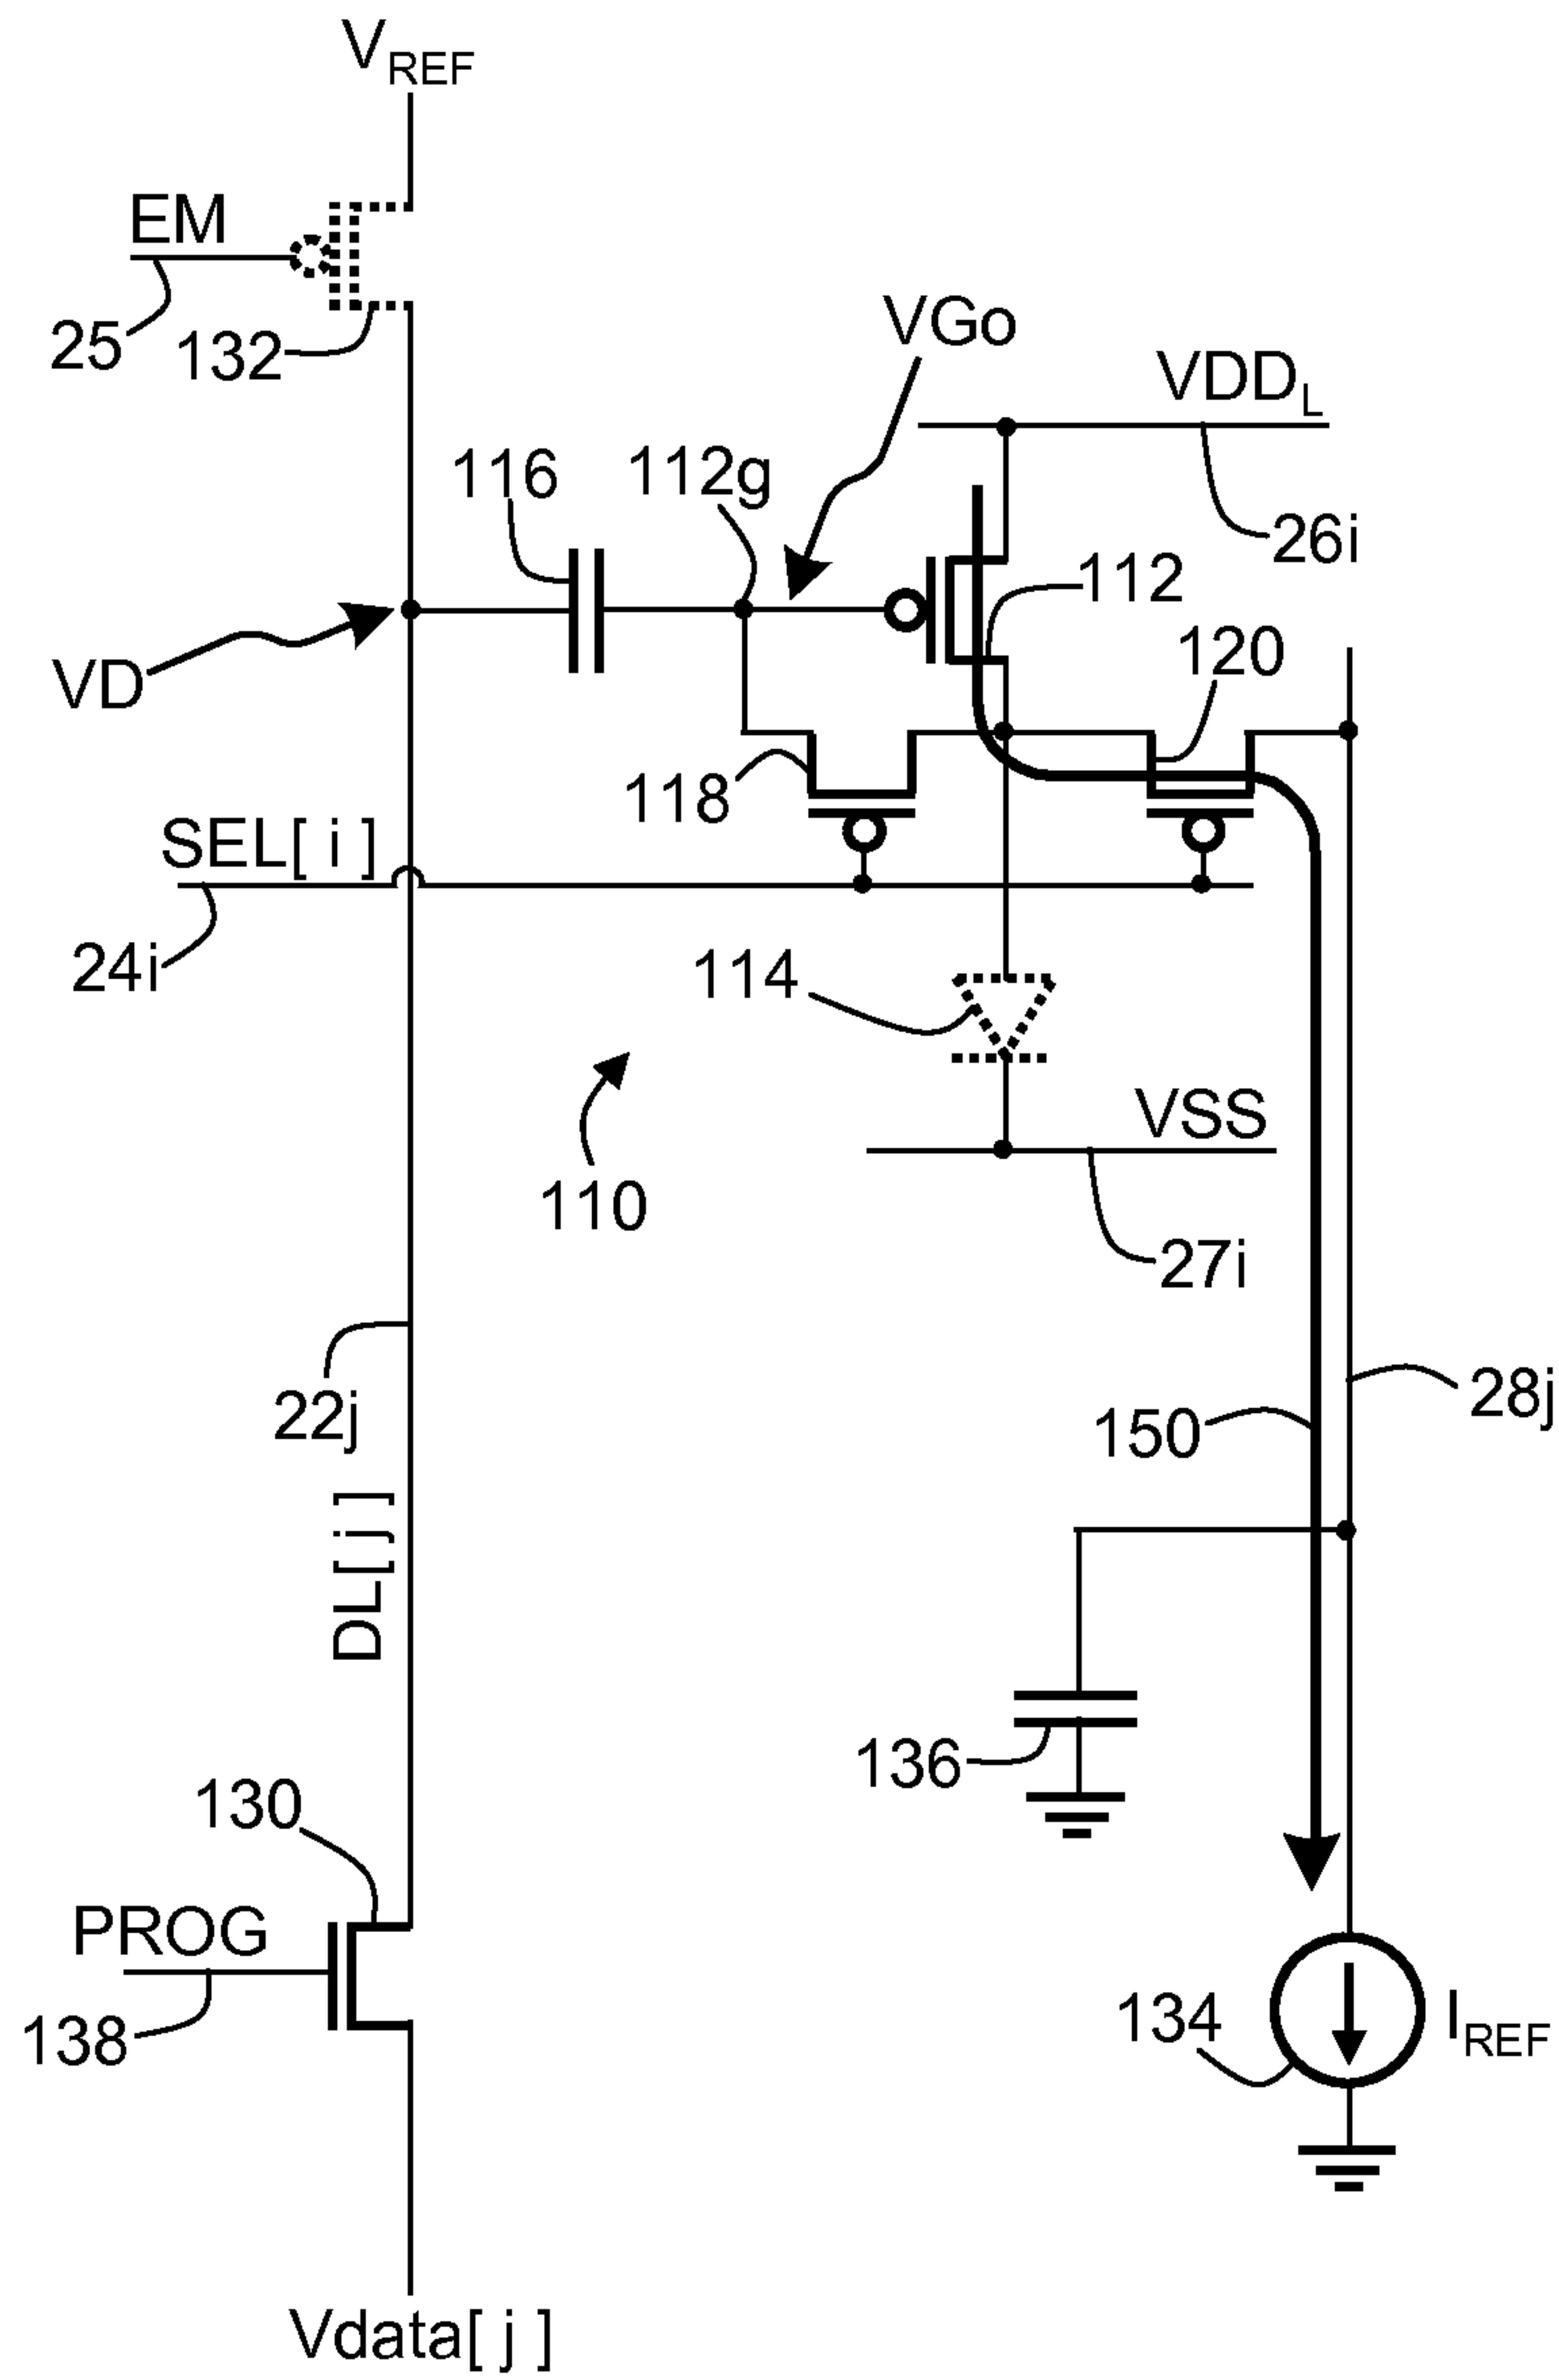 VREF
EM
25
132
VGo
VDDL
116
112g
26i
112
VD
120
118
SEL[ i ]
24i
114
110
VSS
27i
22j
28j
150
DL[ j ]
136
130
PROG
138
134
IREF
Vdata[ j ]